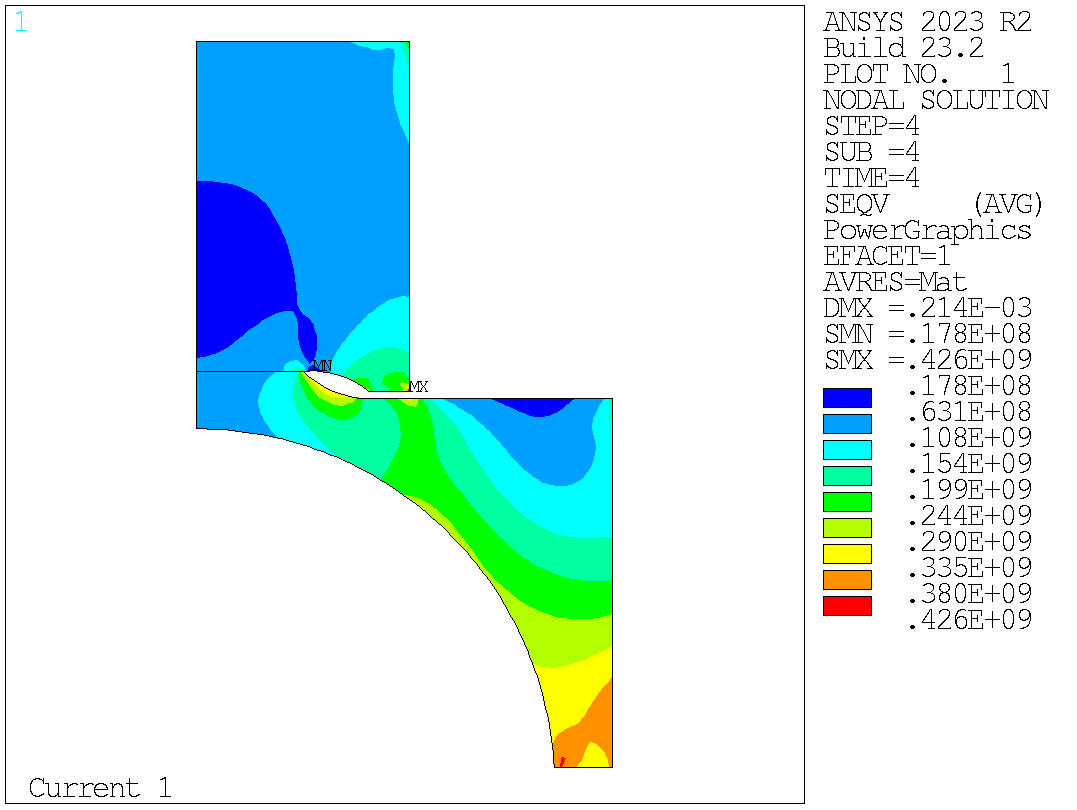 1
ANSYS 2023 R2
Build 23.2
PLOT NO.   1
NODAL SOLUTION
STEP=4
SUB =4
TIME=4
SEQV     (AVG)
PowerGraphics
EFACET=1
AVRES=Mat
DMX =.214E-03
SMN =.178E+08
SMX =.426E+09
.178E+08
.631E+08
.108E+09
.154E+09
.199E+09
.244E+09
.290E+09
.335E+09
.380E+09
.426E+09
MN
MX
Current 1